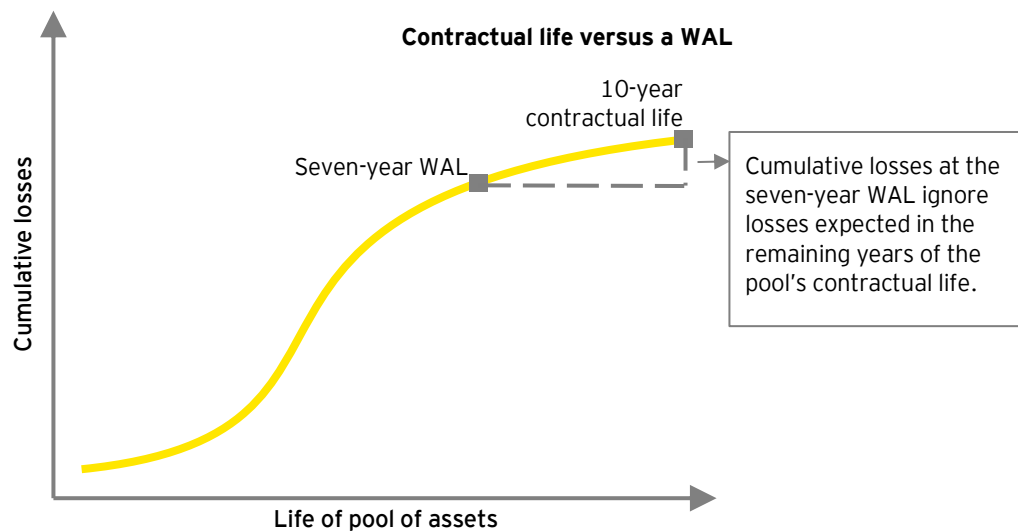 Contractual life versus a WAL
10-year
contractual life
Seven-year WAL
Cumulative losses at the
seven-year WAL ignore
losses expected in the
remaining years of the
pool's contractual life.
Cumulative losses
Life of pool of assets